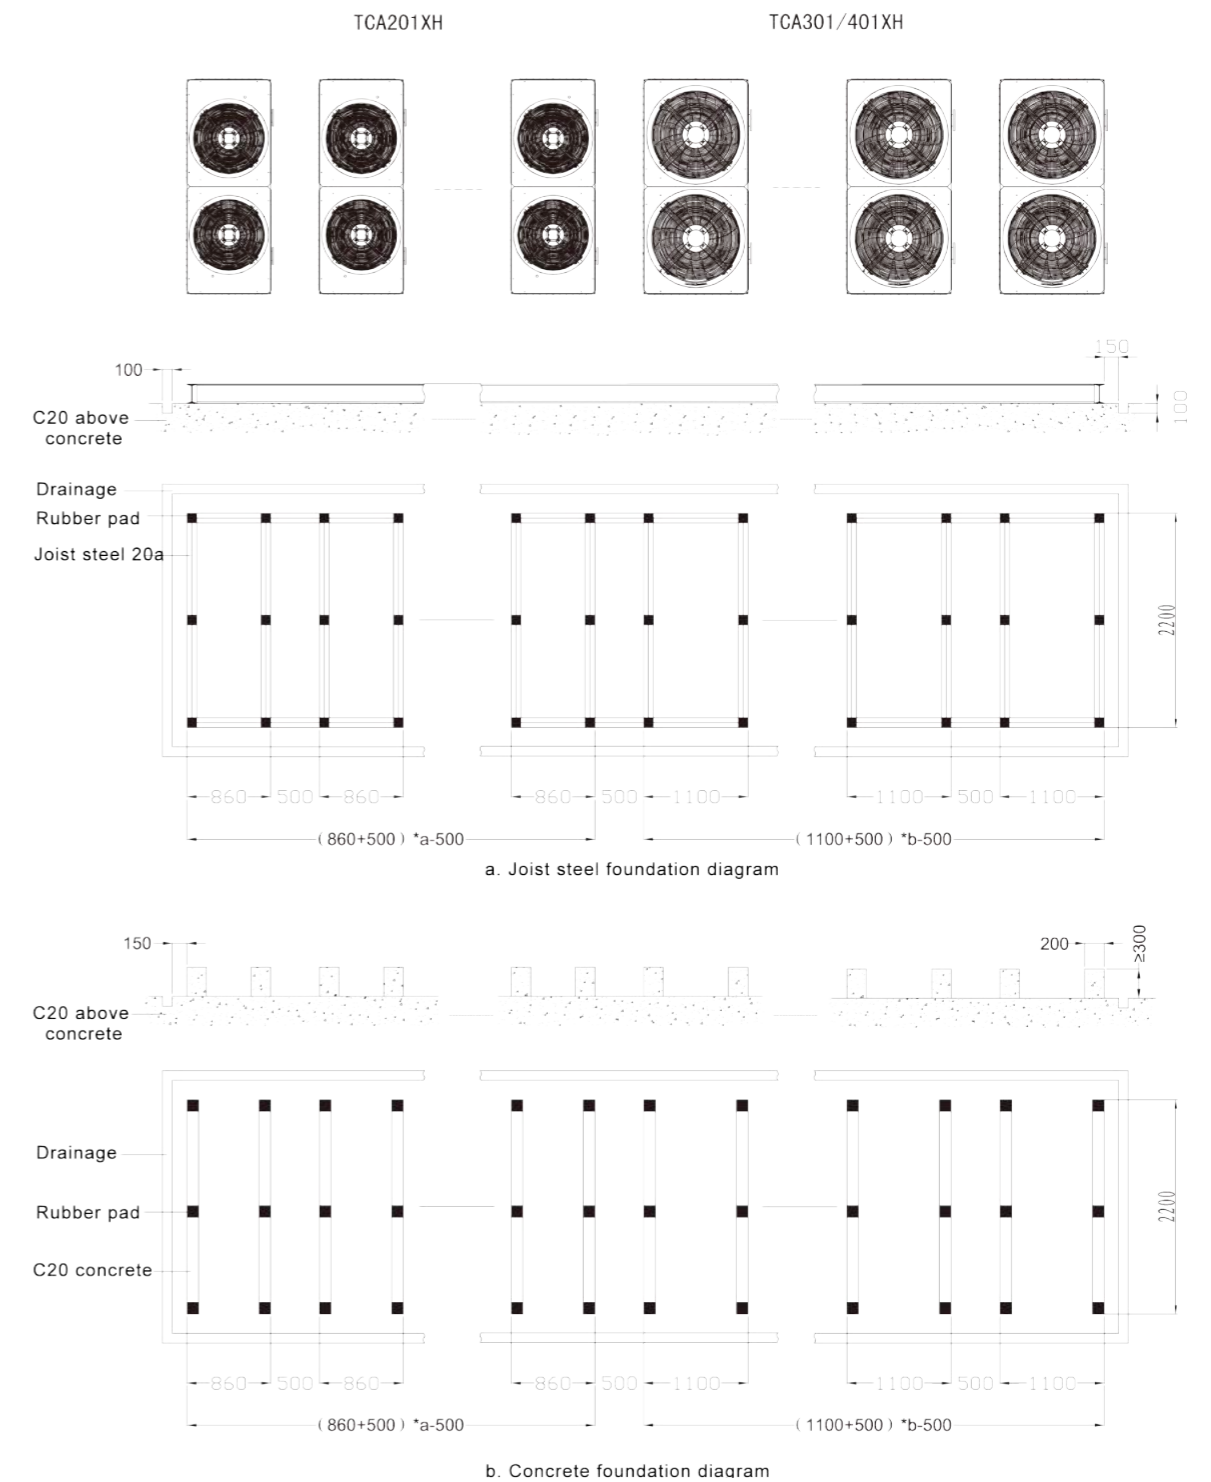 TCA201XH TCA301/401XH
100
150
C20 above
concrete
100
Drainage
Rubber pad
Joist steel 20a
2200
860 500 860 860 500 1100 1100 500 1100
( 860+500 ) *a-500 ( 1100+500 ) *b-500
a. Joist steel foundation diagram
150 200 ≥300
C20 above
concrete
Drainage
Rubber pad
C20 concrete
2200
860 500 860 860 500 1100 1100 500 1100
( 860+500 ) *a-500 ( 1100+500 ) *b-500
b. Concrete foundation diagram